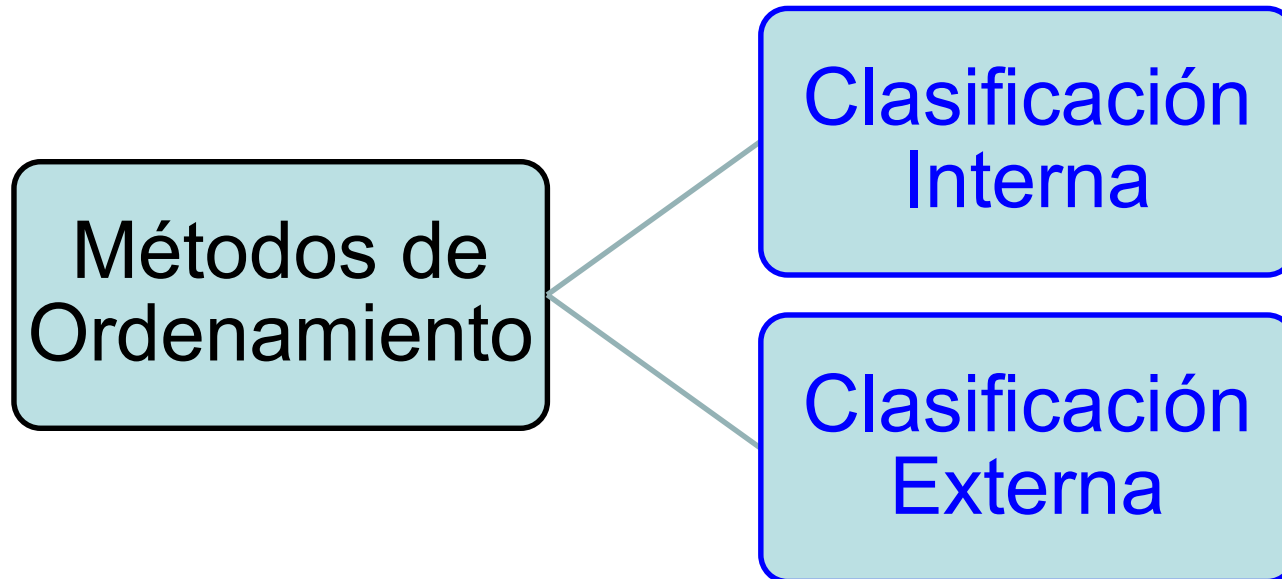 Métodos de
Ordenamiento
Clasificación
Interna
Clasificación
Externa